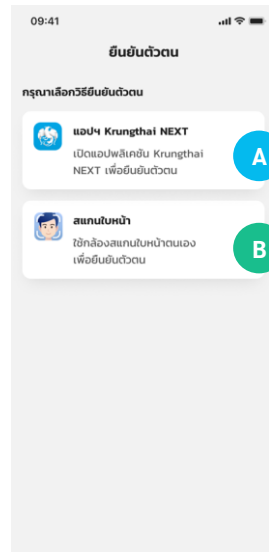 09:41
ยืนยันตัวตน
กรุณาเลือกวิธียืนยันตัวตน
แอปฯ Krungthai NEXT
เปิดแอปพลิเคชัน Krungthai
NEXT เพื่อยืนยันตัวตน
A
สแกนใบหน้า
ใช้กล้องสแกนใบหน้าตนเอง
เพื่อยืนยันตัวตน
B